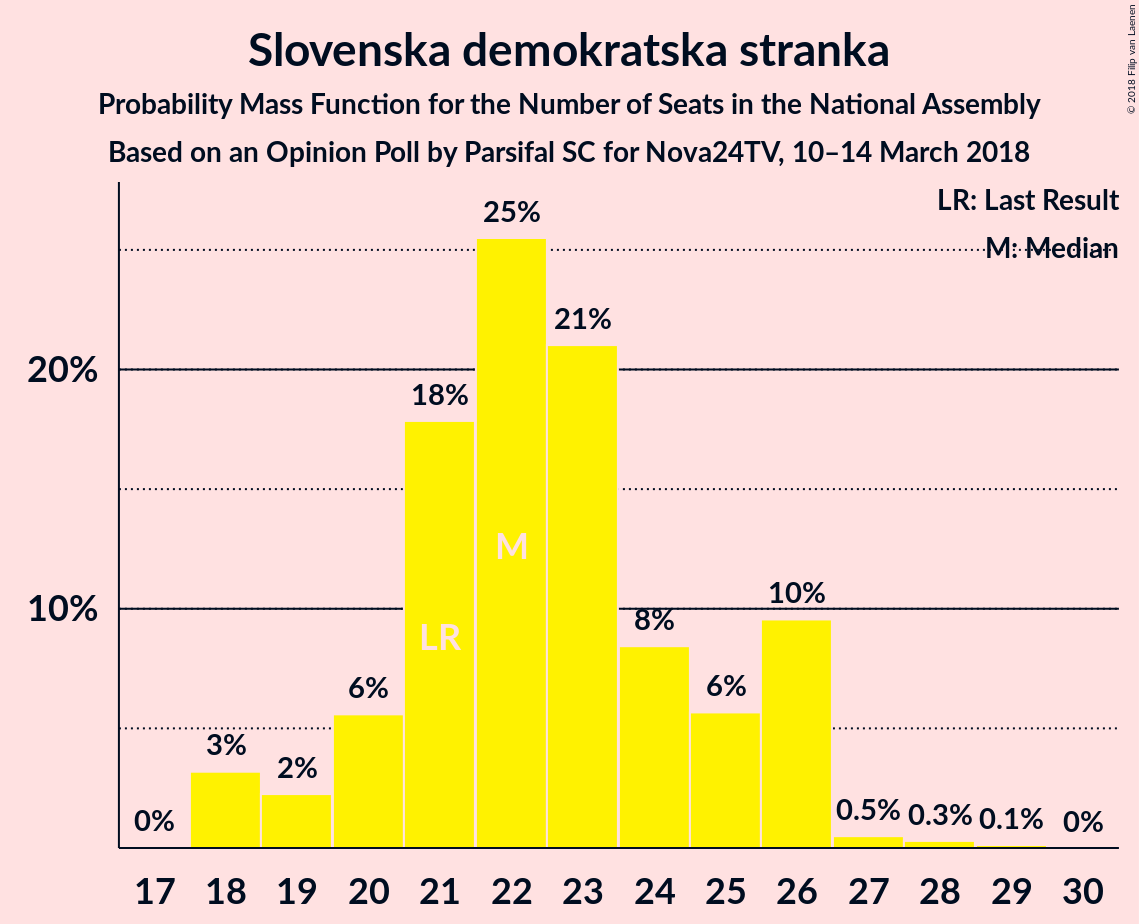 Slovenska demokratska stranka
Probability Mass Function for the Number of Seats in the National Assembly
Based on an Opinion Poll by Parsifal SC for Nova24TV, 10–14 March 2018
© 2018 Filip van Laenen
LR: Last Result
M: Median
20%
10%
0%
3%
2%
6%
18%
25%
21%
8%
6%
10%
0.5%
0.3%
0.1%
0%
LR
M
17 18 19 20 21 22 23 24 25 26 27 28 29 30